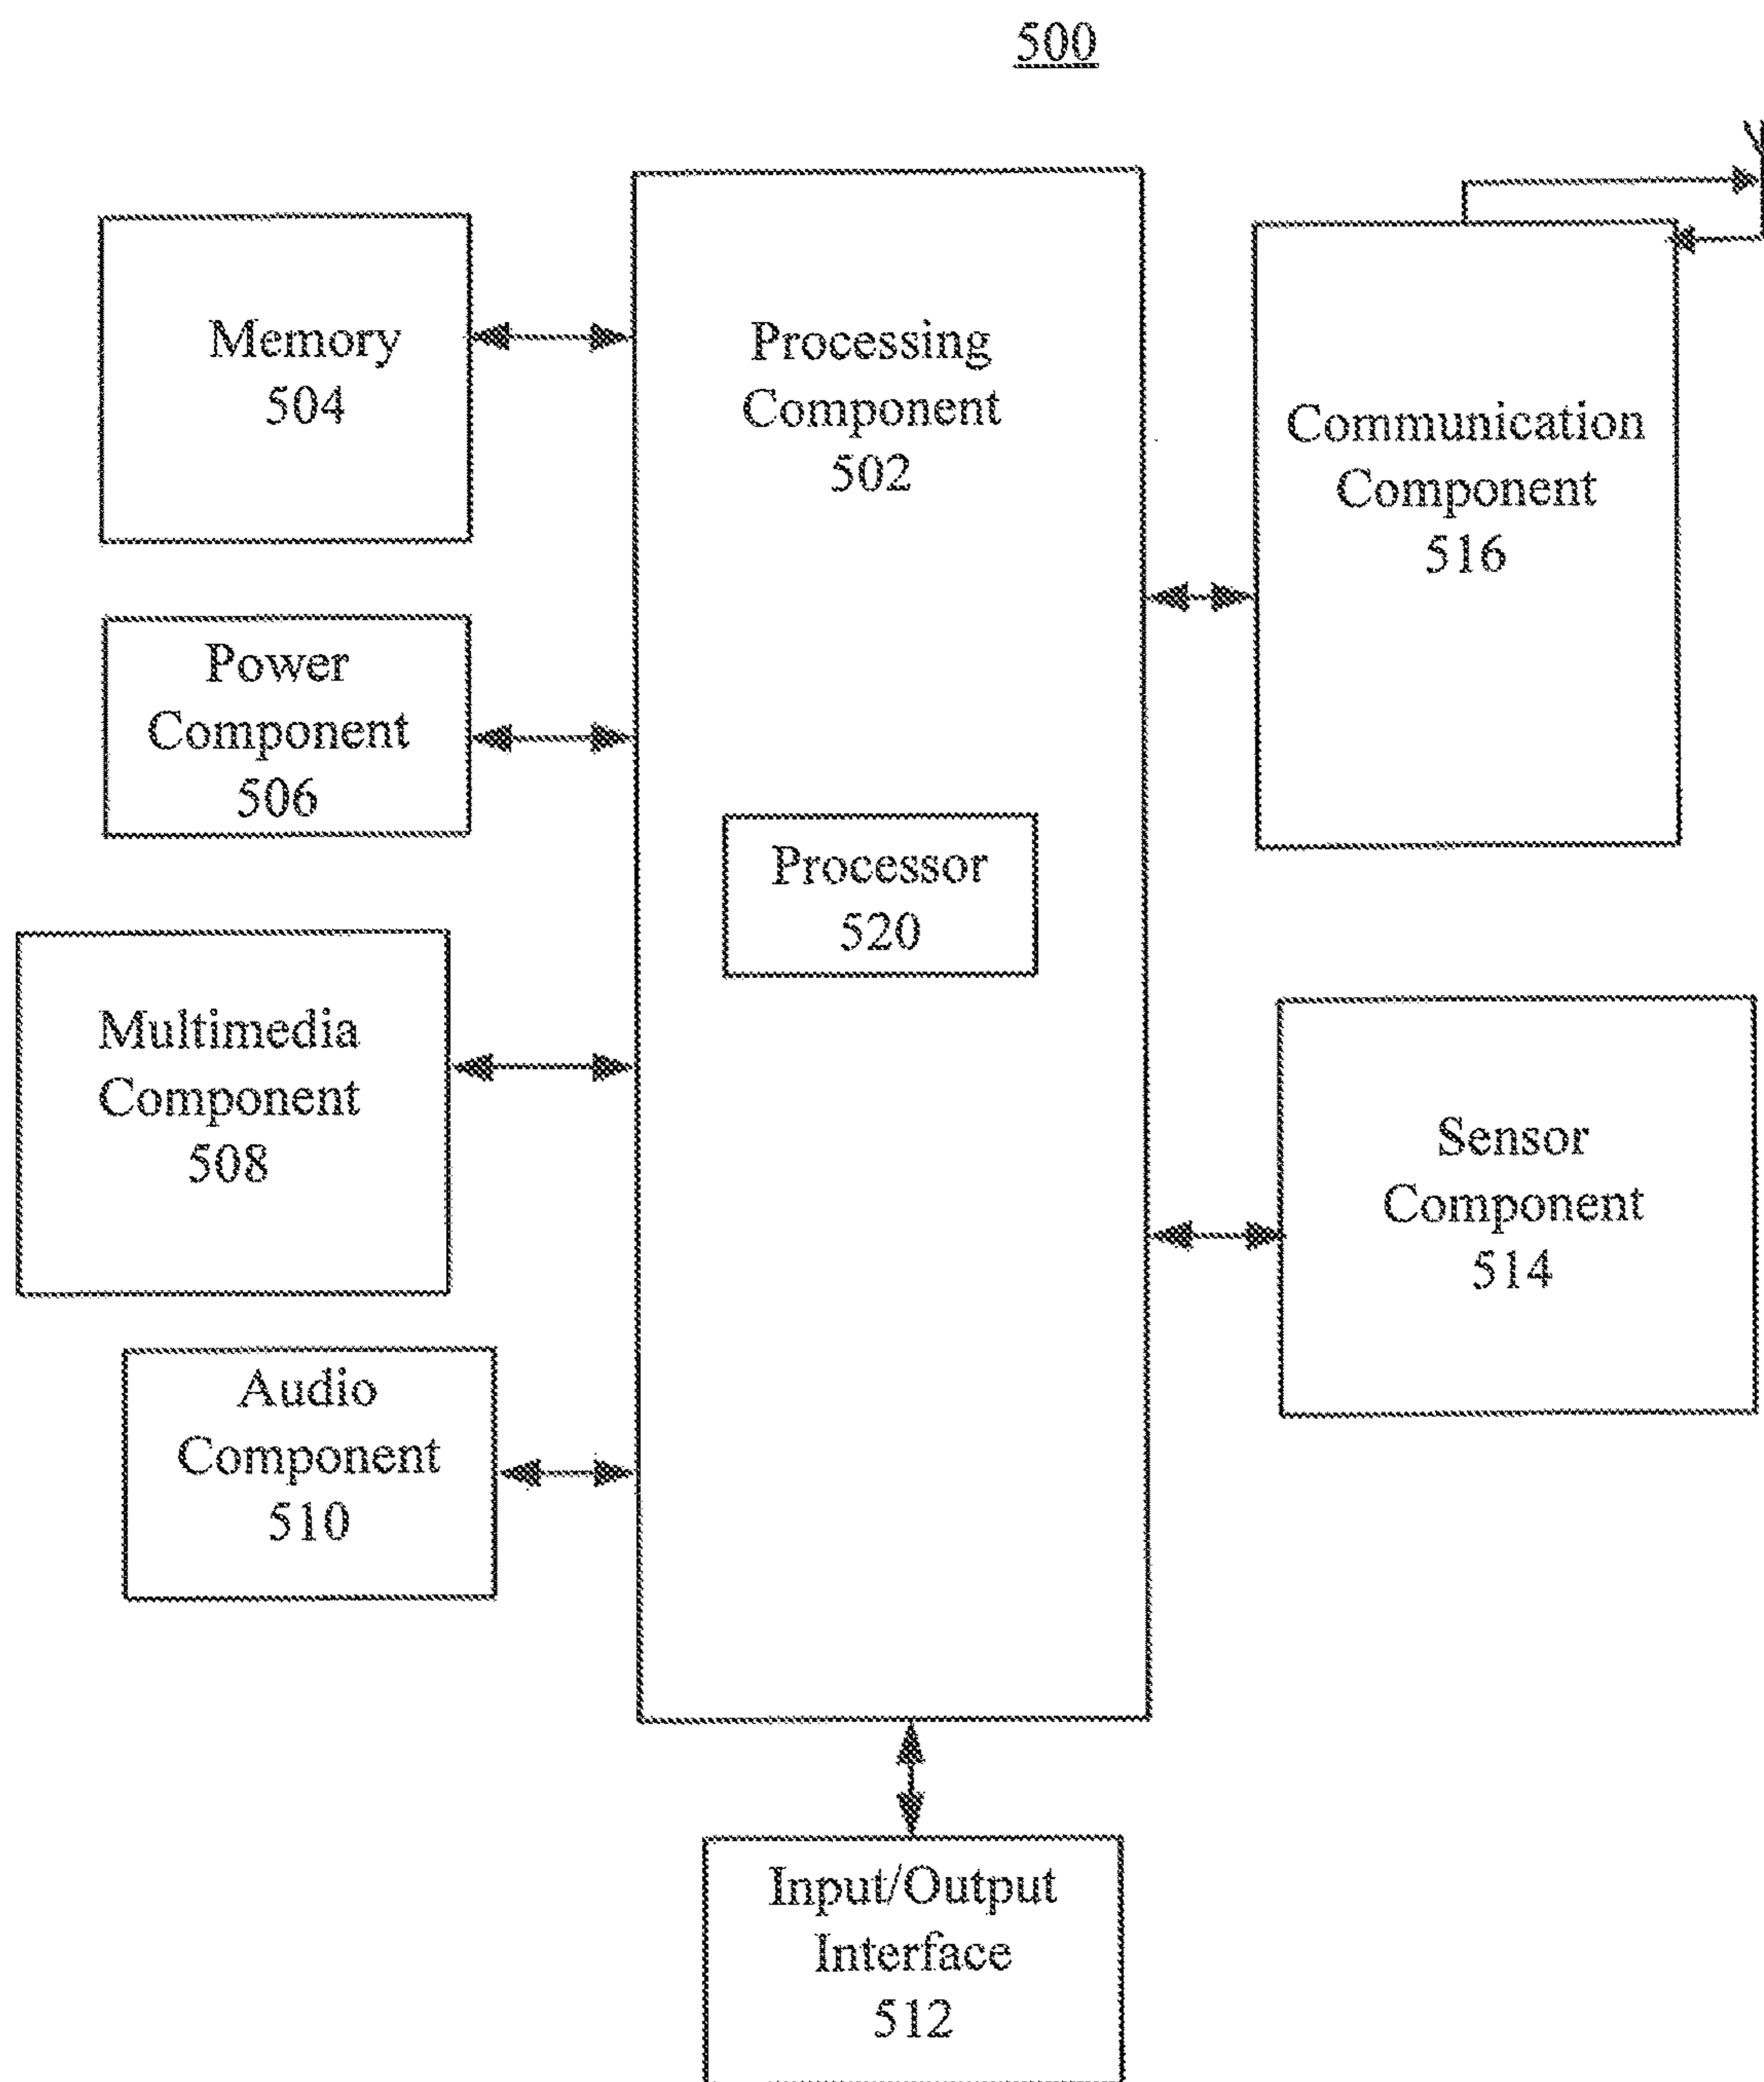 500
Memory
504
Processing
Component
502
Communication
Component
516
Power
Component
506
Processor
520
Multimedia
Component
508
Sensor
Component
514
Audio
Component
510
Input/Output
Interface
512